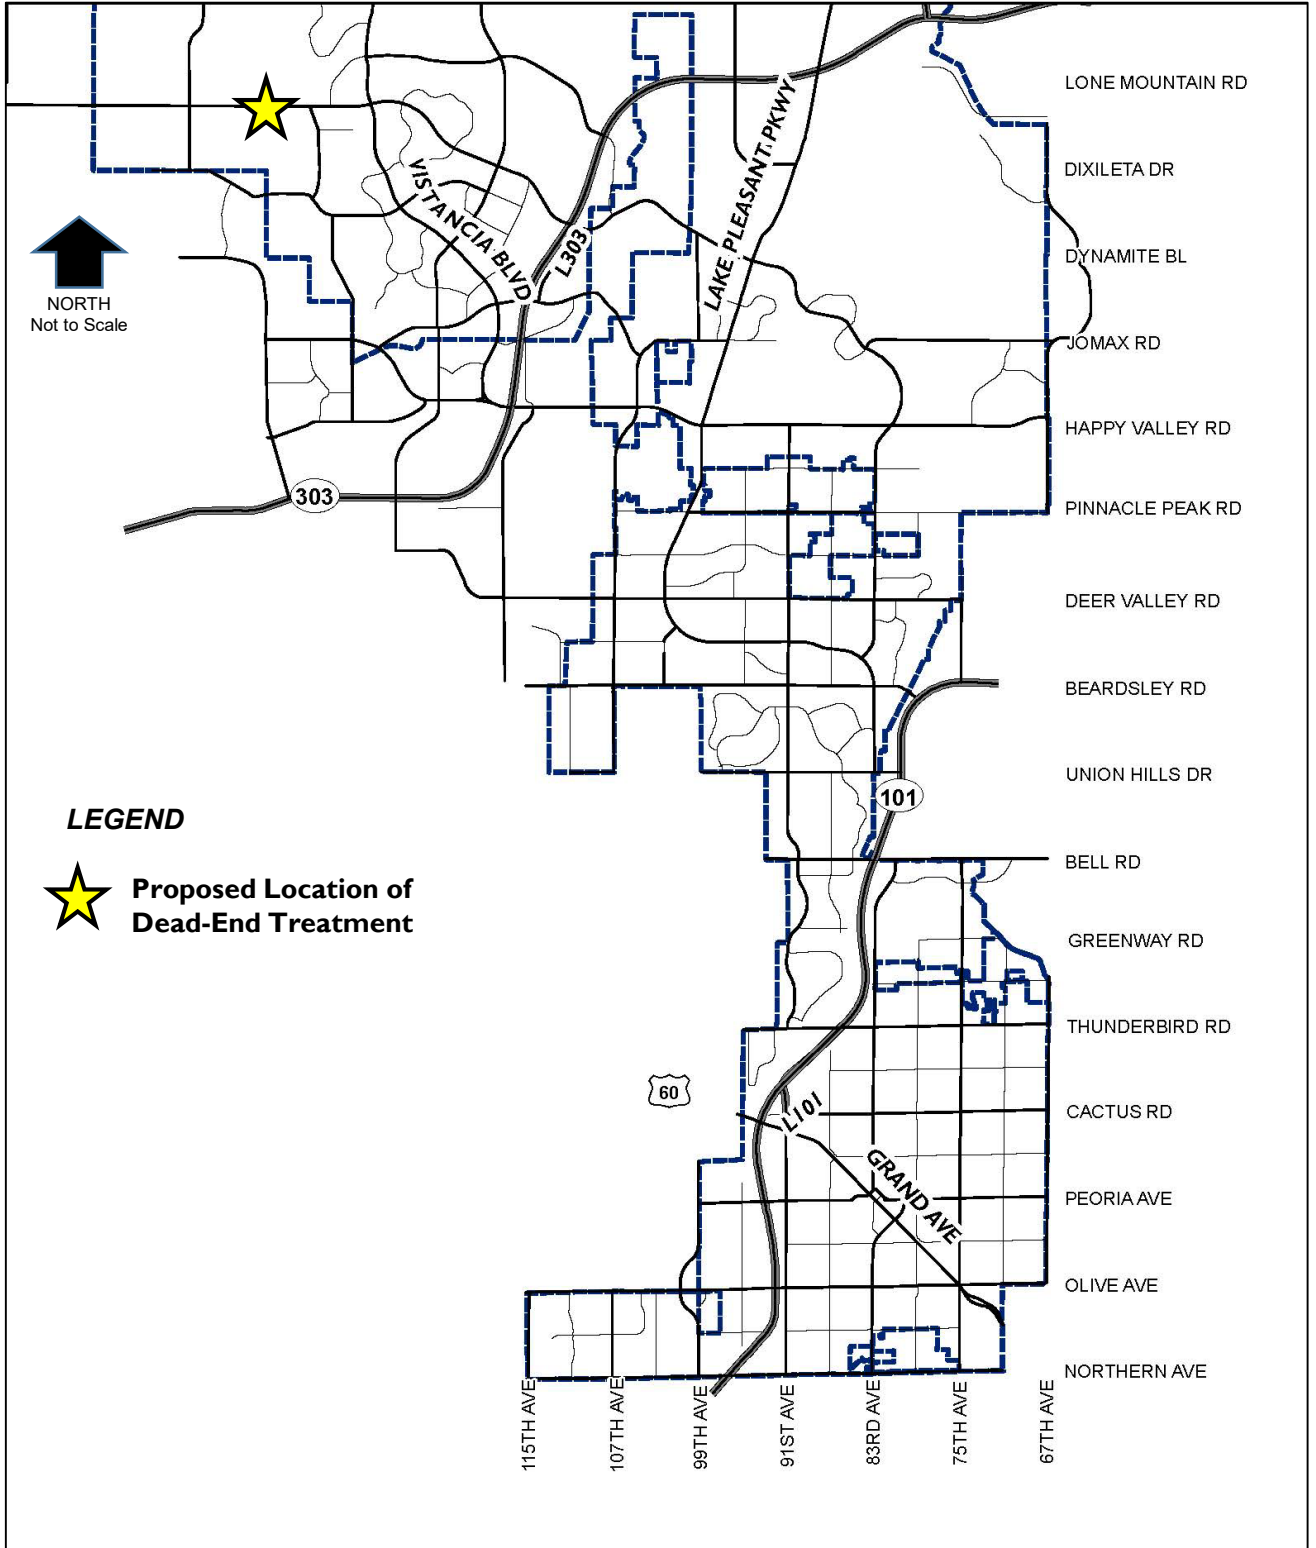 LONE MOUNTAIN RD
DIXILETA DR
DYNAMITE BL
JOMAX RD
HAPPY VALLEY RD
PINNACLE PEAK RD
DEER VALLEY RD
BEARDSLEY RD
UNION HILLS DR
BELL RD
GREENWAY RD
THUNDERBIRD RD
CACTUS RD
PEORIA AVE
OLIVE AVE
NORTHERN AVE
LAKE PLEASANT PKWY
VISTANCIA BLVD
L303
NORTH
Not to Scale
303
101
LEGEND
Proposed Location of
Dead-End Treatment
60
L101
GRAND AVE
115TH AVE
107TH AVE
99TH AVE
91ST AVE
83RD AVE
75TH AVE
67TH AVE